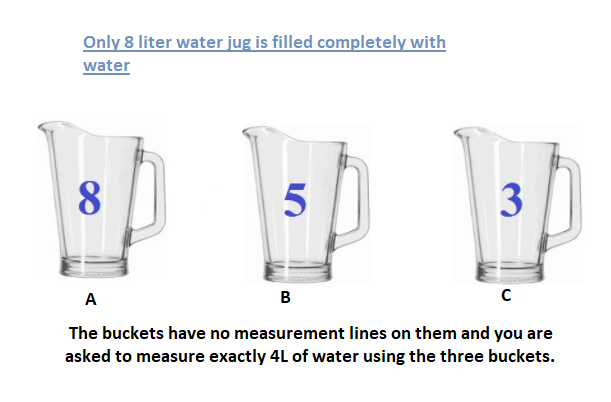 Only 8 liter water jug is filled completely with
water
8 5 3
A B C
The buckets have no measurement lines on them and you are
asked to measure exactly 4L of water using the three buckets.